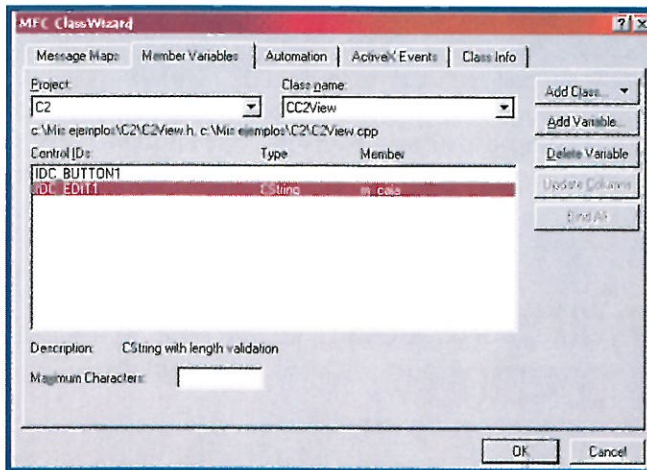 MFC ClassWizard
Message Maps Member Variables Automation ActiveX Events Class Info
Project: Class name:
C2 CC2View
Add Class...
c:\Mis ejemplos\C2\C2View.h, c:\Mis ejemplos\C2\C2View.cpp
Add Variable...
Control IDs: Type Member
Delete Variable
IDC_BUTTON1
IDC_EDIT1 CString m_caja
Update Columns
Bind All
Description: CString with length validation
Maximum Characters:
OK Cancel